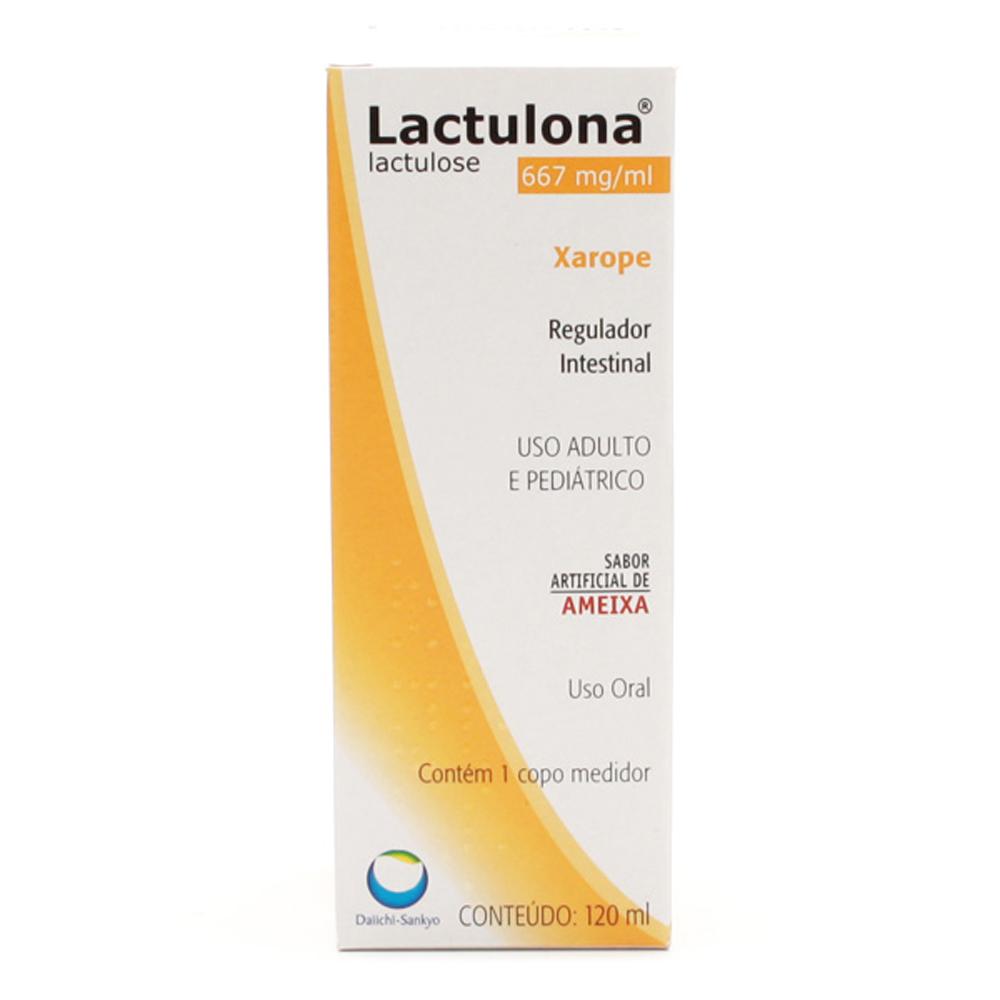 Lactulona®
lactulose
667 mg/ml
Xarope
Regulador
Intestinal
USO ADULTO
E PEDIÁTRICO
SABOR
ARTIFICIAL DE
AMEIXA
Uso Oral
Contém 1 copo medidor
Daiichi-Sankyo
CONTEÚDO: 120 ml